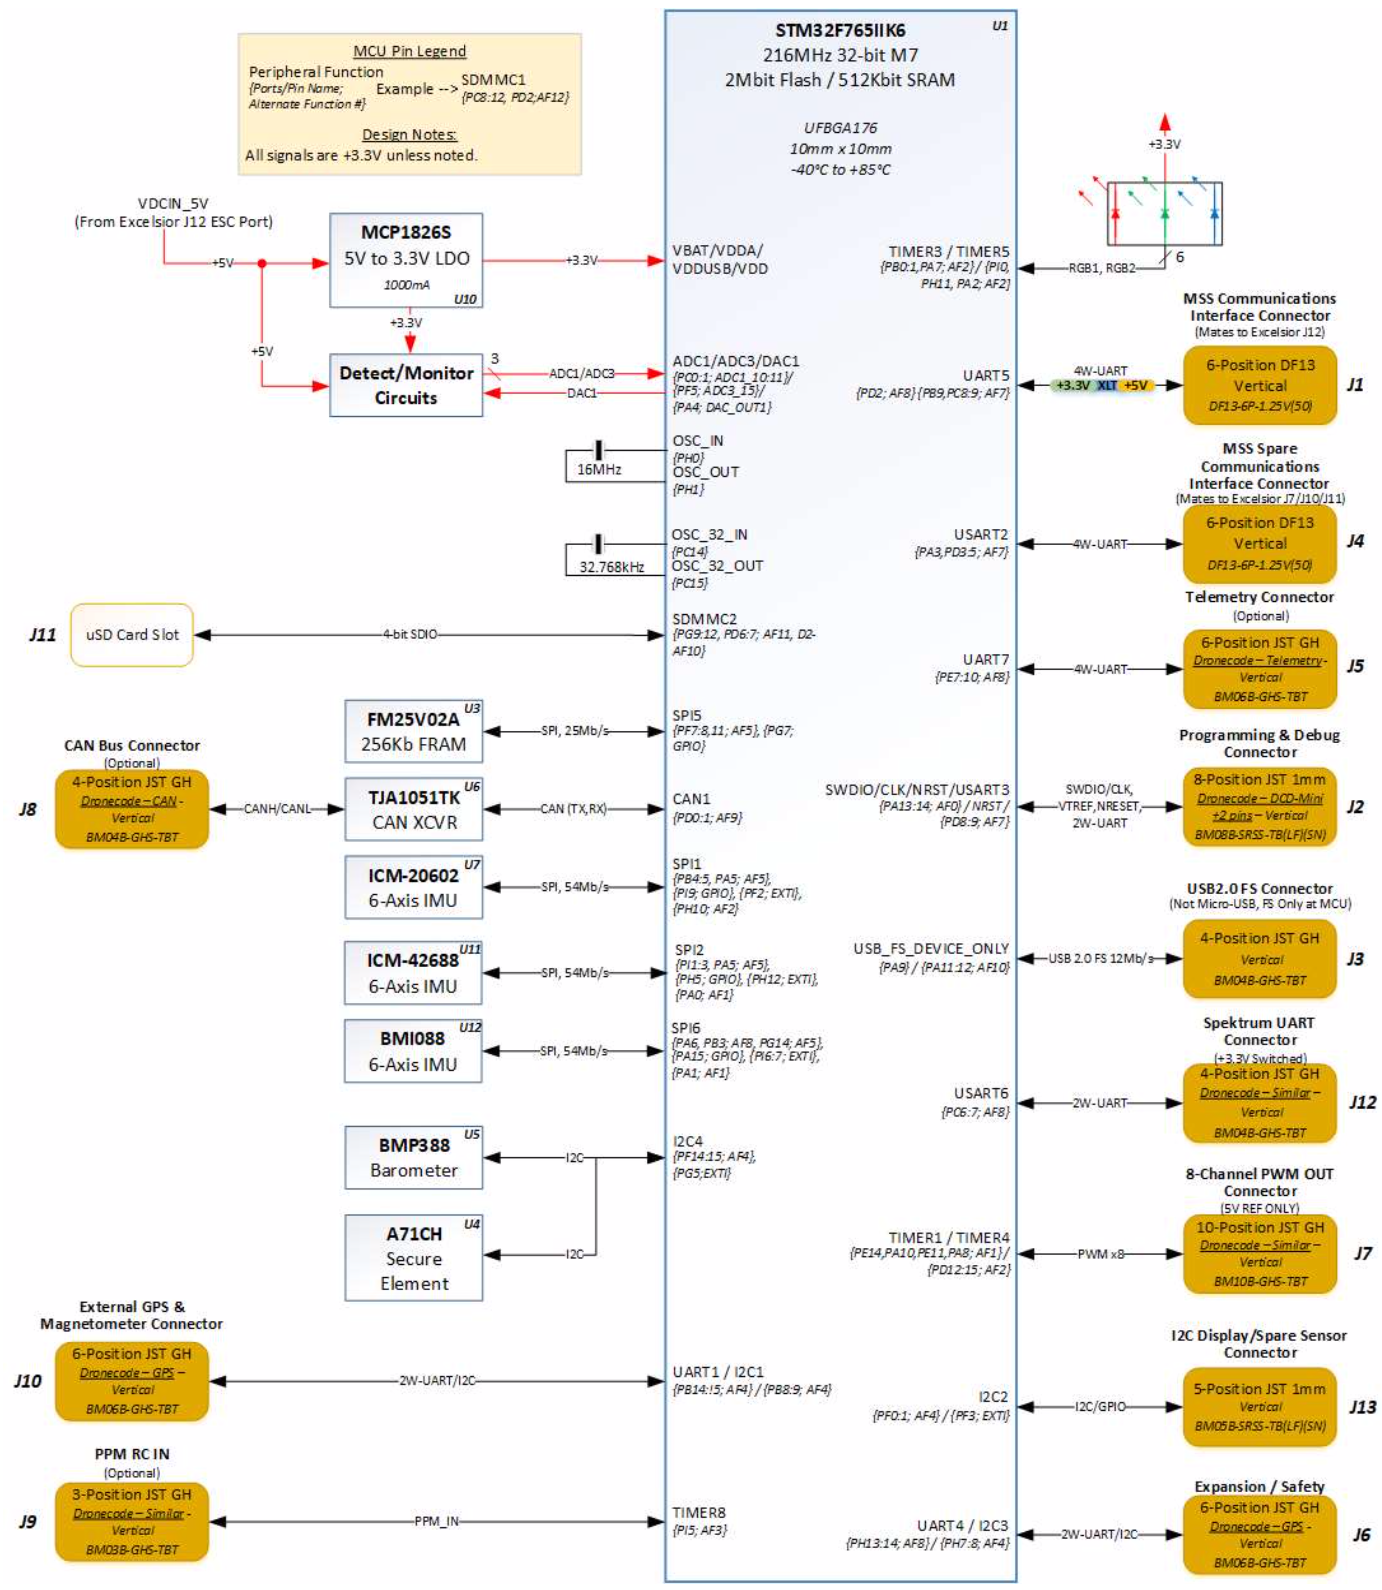 STM32F765IIK6
U1
216MHz 32-bit M7
2Mbit Flash / 512Kbit SRAM
UFBGA176
10mm x 10mm
-40°C to +85°C
MCU Pin Legend
Peripheral Function
{Ports/Pin Name;
Alternate Function #}
Example -->
SDMMC1
{PC8:12, PD2;AF12}
Design Notes:
All signals are +3.3V unless noted.
VDCIN_5V
(From Excelsior J12 ESC Port)
+5V
MCP1826S
5V to 3.3V LDO
1000mA
U10
+3.3V
VBAT/VDDA/
VDDUSB/VDD
+3.3V
+5V
Detect/Monitor
Circuits
3
ADC1/ADC3
DAC1
ADC1/ADC3/DAC1
{PC0:1; ADC1_10:11}/
{PF5; ADC3_15}/
{PA4; DAC_OUT1}
16MHz
OSC_IN
{PH0}
OSC_OUT
{PH1}
32.768kHz
OSC_32_IN
{PC14}
OSC_32_OUT
{PC15}
J11
uSD Card Slot
4-bit SDIO
SDMMC2
{PG9:12, PD6:7; AF11, D2-
AF10}
FM25V02A
U3
256Kb FRAM
SPI, 25Mb/s
SPI5
{PF7:8,11; AF5}, {PG7;
GPIO}
CAN Bus Connector
(Optional)
J8
4-Position JST GH
Dronecode – CAN -
Vertical
BM04B-GHS-TBT
CANH/CANL
TJA1051TK
U6
CAN XCVR
CAN (TX,RX)
CAN1
{PD0:1; AF9}
ICM-20602
U7
6-Axis IMU
SPI, 54Mb/s
SPI1
{PB4:5, PA5; AF5},
{PI9; GPIO}, {PF2; EXTI},
{PH10; AF2}
ICM-42688
U11
6-Axis IMU
SPI, 54Mb/s
SPI2
{PI1:3, PA5; AF5},
{PH5; GPIO}, {PH12; EXTI},
{PA0; AF1}
BMI088
U12
6-Axis IMU
SPI, 54Mb/s
SPI6
{PA6, PB3; AF8, PG14; AF5},
{PA15; GPIO}, {PI6:7; EXTI},
{PA1; AF1}
BMP388
U5
Barometer
I2C
I2C4
{PF14:15; AF4},
{PG5;EXTI}
A71CH
U4
Secure
Element
I2C
External GPS &
Magnetometer Connector
J10
6-Position JST GH
Dronecode – GPS –
Vertical
BM06B-GHS-TBT
2W-UART/I2C
UART1 / I2C1
{PB14:!5; AF4} / {PB8:9; AF4}
PPM RC IN
(Optional)
J9
3-Position JST GH
Dronecode – Similar -
Vertical
BM03B-GHS-TBT
PPM_IN
TIMER8
{PI5; AF3}
+3.3V
6
RGB1, RGB2
TIMER3 / TIMER5
{PB0:1,PA7; AF2}/ {PI0,
PH11, PA2; AF2}
MSS Communications
Interface Connector
(Mates to Excelsior J12)
UART5
{PD2; AF8} {PB9,PC8:9; AF7}
4W-UART
+3.3V XLT +5V
6-Position DF13
Vertical
DF13-6P-1.25V(50)
J1
MSS Spare
Communications
Interface Connector
(Mates to Excelsior J7/J10/J11)
USART2
{PA3,PD3:5; AF7}
4W-UART
6-Position DF13
Vertical
DF13-6P-1.25V(50)
J4
Telemetry Connector
(Optional)
UART7
{PE7:10; AF8}
4W-UART
6-Position JST GH
Dronecode – Telemetry -
Vertical
BM06B-GHS-TBT
J5
Programming & Debug
Connector
SWDIO/CLK/NRST/USART3
{PA13:14; AF0} / NRST /
{PD8:9; AF7}
SWDIO/CLK,
VTREF,NRESET,
2W-UART
8-Position JST 1mm
Dronecode – DCD-Mini
+2 pins – Vertical
BM08B-SRSS-TB(LF)(SN)
J2
USB2.0 FS Connector
(Not Micro-USB, FS Only at MCU)
USB_FS_DEVICE_ONLY
{PA9} / {PA11:12; AF10}
USB 2.0 FS 12Mb/s
4-Position JST GH
Vertical
BM04B-GHS-TBT
J3
Spektrum UART
Connector
(+3.3V Switched)
USART6
{PC6:7; AF8}
2W-UART
4-Position JST GH
Dronecode – Similar –
Vertical
BM04B-GHS-TBT
J12
8-Channel PWM OUT
Connector
(5V REF ONLY)
TIMER1 / TIMER4
{PE14,PA10,PE11,PA8; AF1} /
{PD12:15; AF2}
PWM x8
10-Position JST GH
Dronecode – Similar –
Vertical
BM10B-GHS-TBT
J7
I2C Display/Spare Sensor
Connector
I2C2
{PF0:1; AF4} / {PF3; EXTI}
I2C/GPIO
5-Position JST 1mm
Vertical
BM05B-SRSS-TB(LF)(SN)
J13
Expansion / Safety
UART4 / I2C3
{PH13:14; AF8} / {PH7:8; AF4}
2W-UART/I2C
6-Position JST GH
Dronecode – GPS -
Vertical
BM06B-GHS-TBT
J6